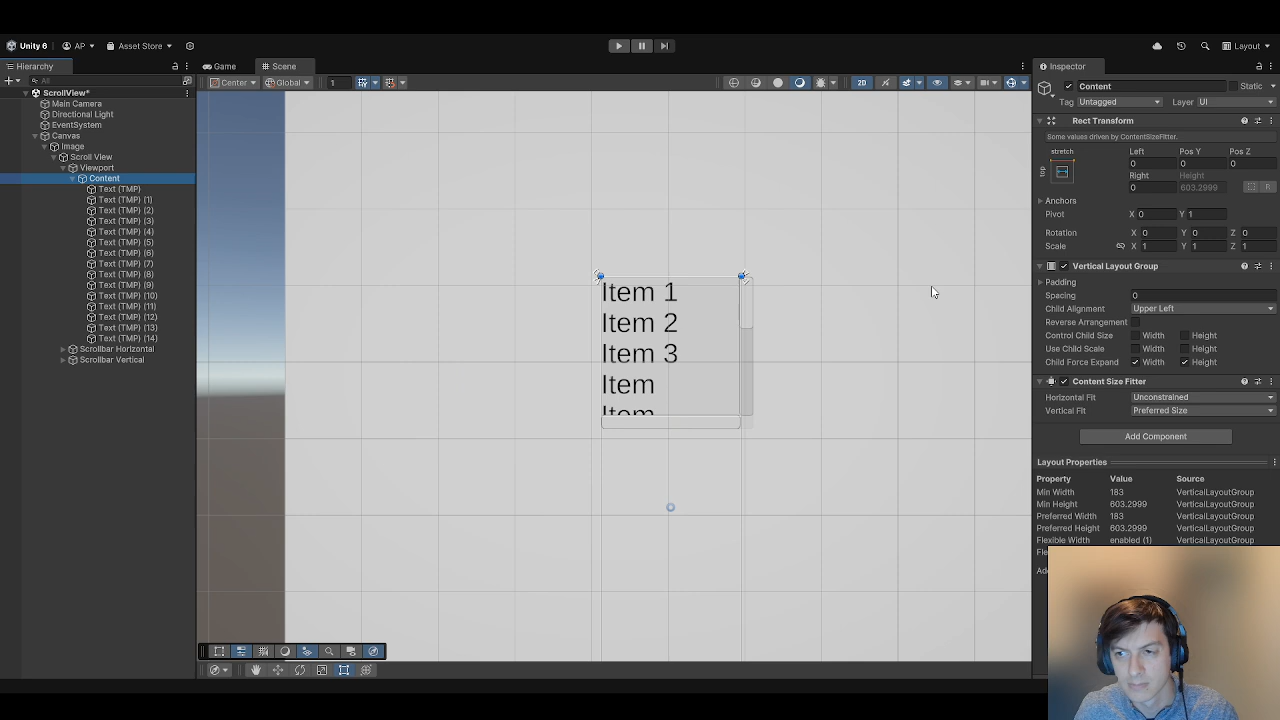 Unity 6 AP Asset Store Layout
Hierarchy
All
ScrollView*
Main Camera
Directional Light
EventSystem
Canvas
Image
Scroll View
Viewport
Content
Text (TMP)
Text (TMP) (1)
Text (TMP) (2)
Text (TMP) (3)
Text (TMP) (4)
Text (TMP) (5)
Text (TMP) (6)
Text (TMP) (7)
Text (TMP) (8)
Text (TMP) (9)
Text (TMP) (10)
Text (TMP) (11)
Text (TMP) (12)
Text (TMP) (13)
Text (TMP) (14)
Scrollbar Horizontal
Scrollbar Vertical
Game Scene
Center Global 1 2D
Item 1
Item 2
Item 3
Item
Item
Inspector
Content Static
Tag Untagged Layer UI
Rect Transform
Some values driven by ContentSizeFitter.
stretch Left Pos Y Pos Z
top 0 0 0
Right Height
0 603.2999 R
Anchors
Pivot X 0 Y 1
Rotation X 0 Y 0 Z 0
Scale X 1 Y 1 Z 1
Vertical Layout Group
Padding
Spacing 0
Child Alignment Upper Left
Reverse Arrangement
Control Child Size Width Height
Use Child Scale Width Height
Child Force Expand Width Height
Content Size Fitter
Horizontal Fit Unconstrained
Vertical Fit Preferred Size
Add Component
Layout Properties
Property Value Source
Min Width 183 VerticalLayoutGroup
Min Height 603.2999 VerticalLayoutGroup
Preferred Width 183 VerticalLayoutGroup
Preferred Height 603.2999 VerticalLayoutGroup
Flexible Width enabled (1) VerticalLayoutGroup